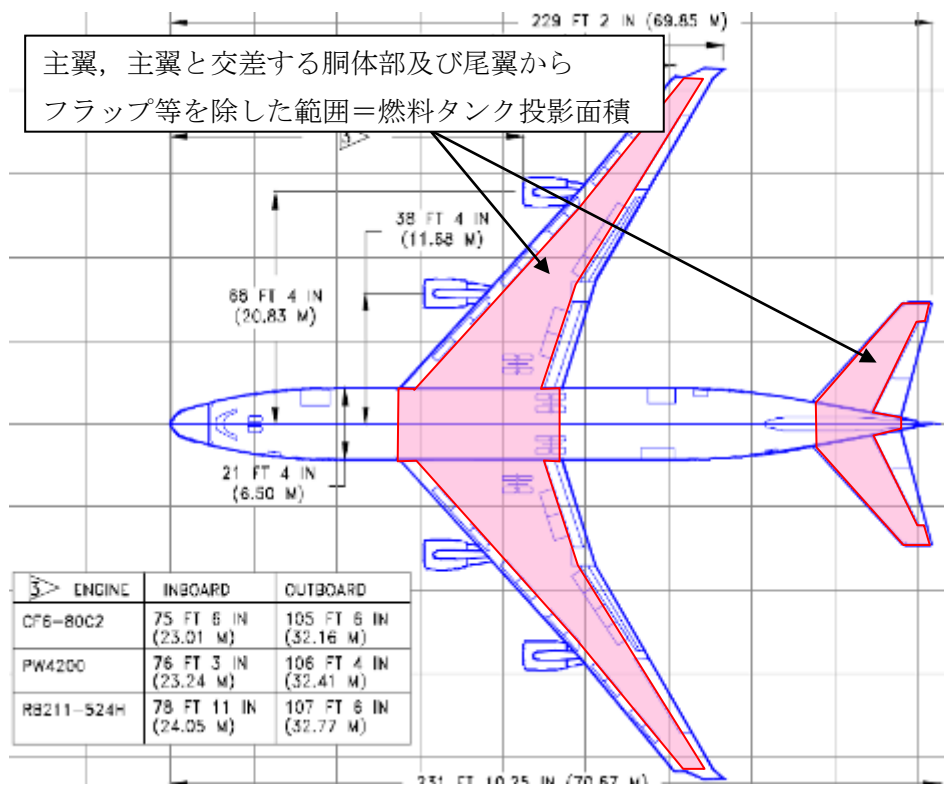 229 FT 2 IN (69.85 M)
主翼，主翼と交差する胴体部及び尾翼から
フラップ等を除した範囲＝燃料タンク投影面積
38 FT 4 IN
(11.68 M)
68 FT 4 IN
(20.83 M)
21 FT 4 IN
(6.50 M)
3 ENGINE INBOARD OUTBOARD
CF6-80C2 75 FT 6 IN (23.01 M) 105 FT 6 IN (32.16 M)
PW4200 76 FT 3 IN (23.24 M) 106 FT 4 IN (32.41 M)
RB211-524H 78 FT 11 IN (24.05 M) 107 FT 6 IN (32.77 M)
231 FT 10.25 IN (70.67 M)